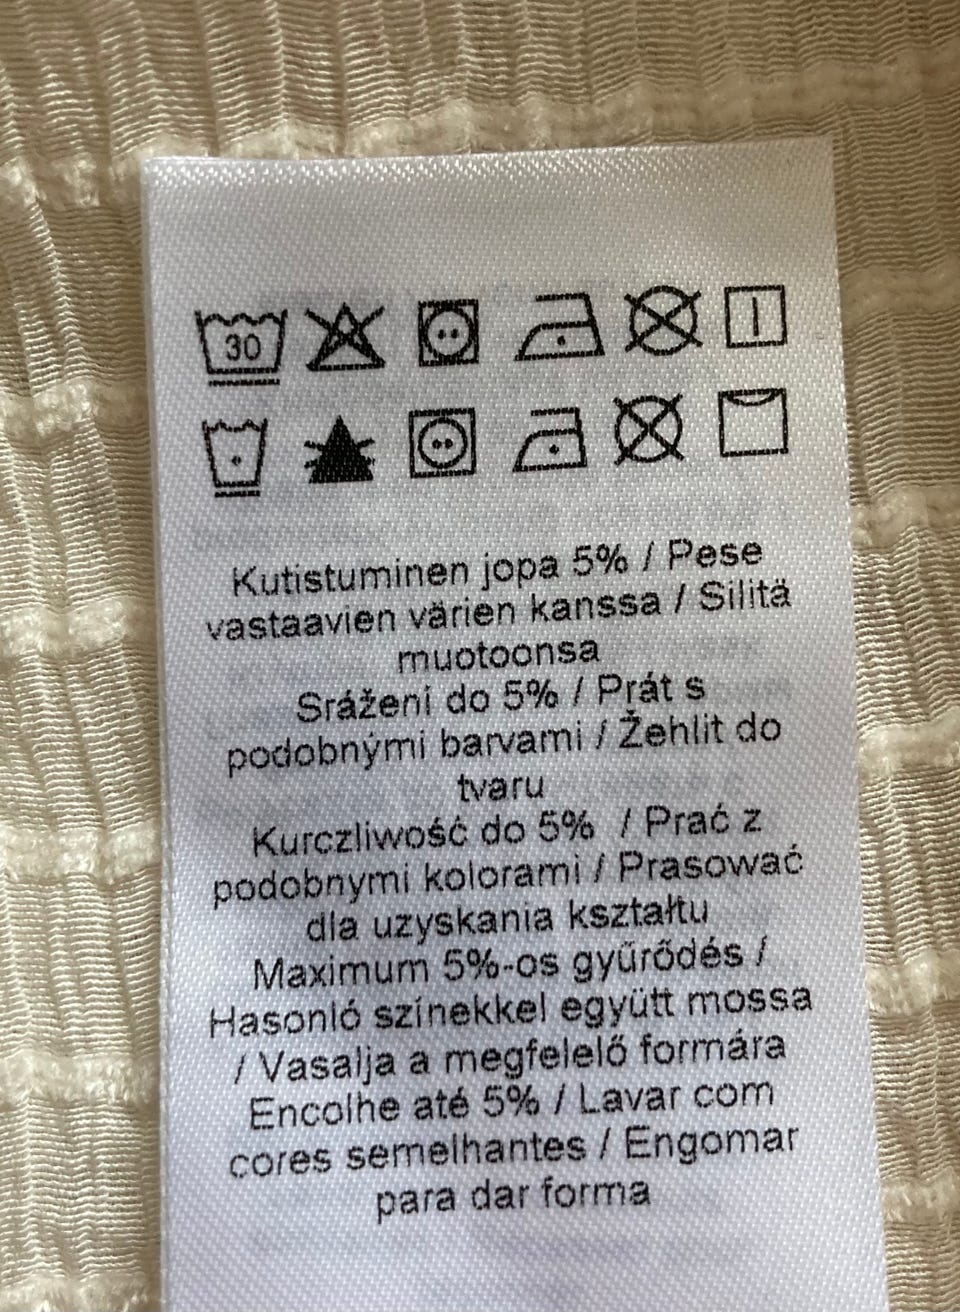 30
Kutistuminen jopa 5% / Pese
vastaavien värien kanssa / Silitä
muotoonsa
Srážení do 5% / Prát s
podobnými barvami / Žehlit do
tvaru
Kurczliwość do 5% / Prać z
podobnymi kolorami / Prasować
dla uzyskania kształtu
Maximum 5%-os gyűrődés /
Hasonló színekkel együtt mossa
/ Vasalja a megfelelő formára
Encolhe até 5% / Lavar com
cores semelhantes / Engomar
para dar forma